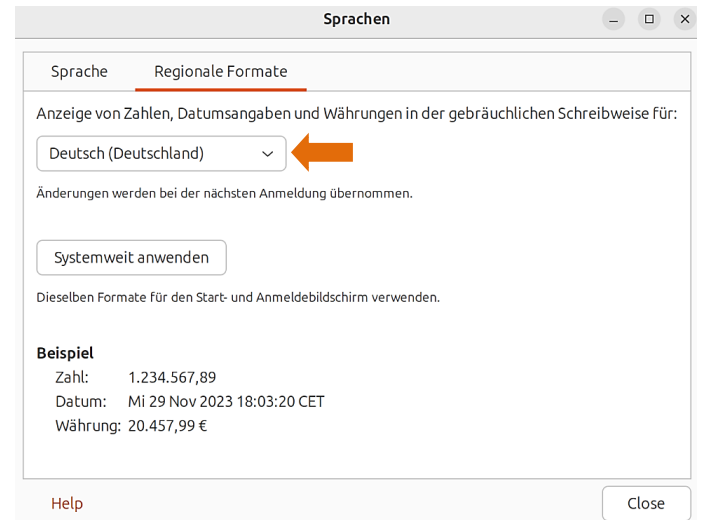 Sprachen
Sprache Regionale Formate
Anzeige von Zahlen, Datumsangaben und Währungen in der gebräuchlichen Schreibweise für:
Deutsch (Deutschland)
Änderungen werden bei der nächsten Anmeldung übernommen.
Systemweit anwenden
Dieselben Formate für den Start- und Anmeldebildschirm verwenden.
Beispiel
Zahl: 1.234.567,89
Datum: Mi 29 Nov 2023 18:03:20 CET
Währung: 20.457,99 €
Help Close